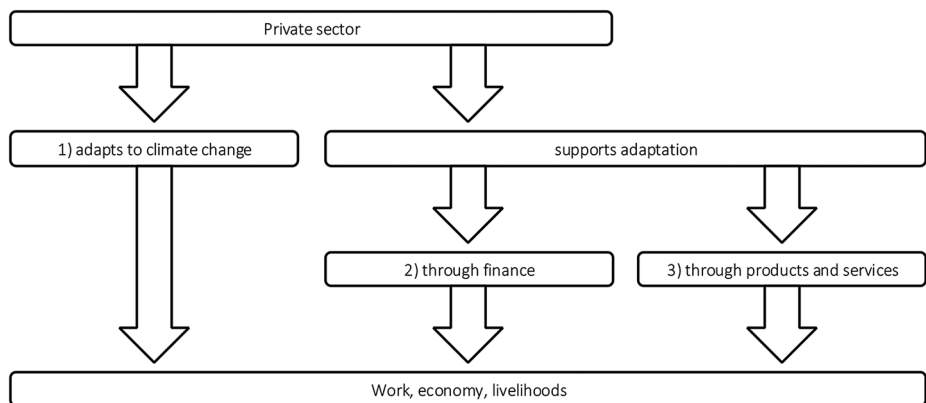 Private sector
1) adapts to climate change
supports adaptation
2) through finance
3) through products and services
Work, economy, livelihoods